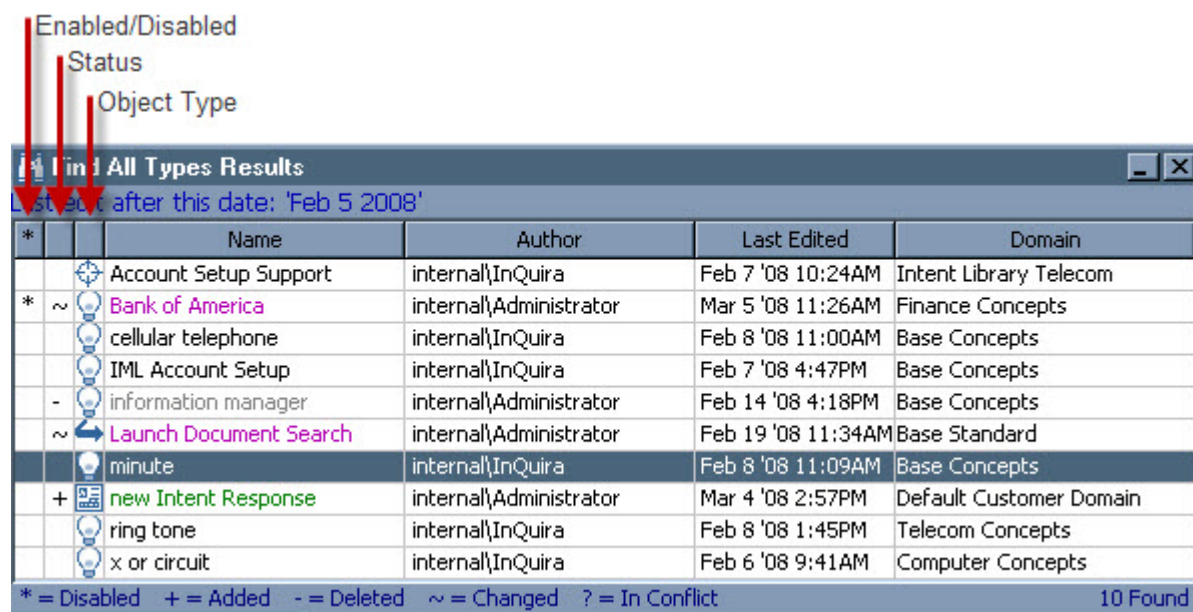 Enabled/Disabled
Status
Object Type
Find All Types Results
Last edit after this date: 'Feb 5 2008'
* Name Author Last Edited Domain
Account Setup Support internal\InQuira Feb 7 '08 10:24AM Intent Library Telecom
* ~ Bank of America internal\Administrator Mar 5 '08 11:26AM Finance Concepts
cellular telephone internal\InQuira Feb 8 '08 11:00AM Base Concepts
IML Account Setup internal\InQuira Feb 7 '08 4:47PM Base Concepts
- information manager internal\Administrator Feb 14 '08 4:18PM Base Concepts
~ Launch Document Search internal\Administrator Feb 19 '08 11:34AM Base Standard
minute internal\InQuira Feb 8 '08 11:09AM Base Concepts
+ new Intent Response internal\Administrator Mar 4 '08 2:57PM Default Customer Domain
ring tone internal\InQuira Feb 8 '08 1:45PM Telecom Concepts
x or circuit internal\InQuira Feb 6 '08 9:41AM Computer Concepts
* = Disabled + = Added - = Deleted ~ = Changed ? = In Conflict 10 Found